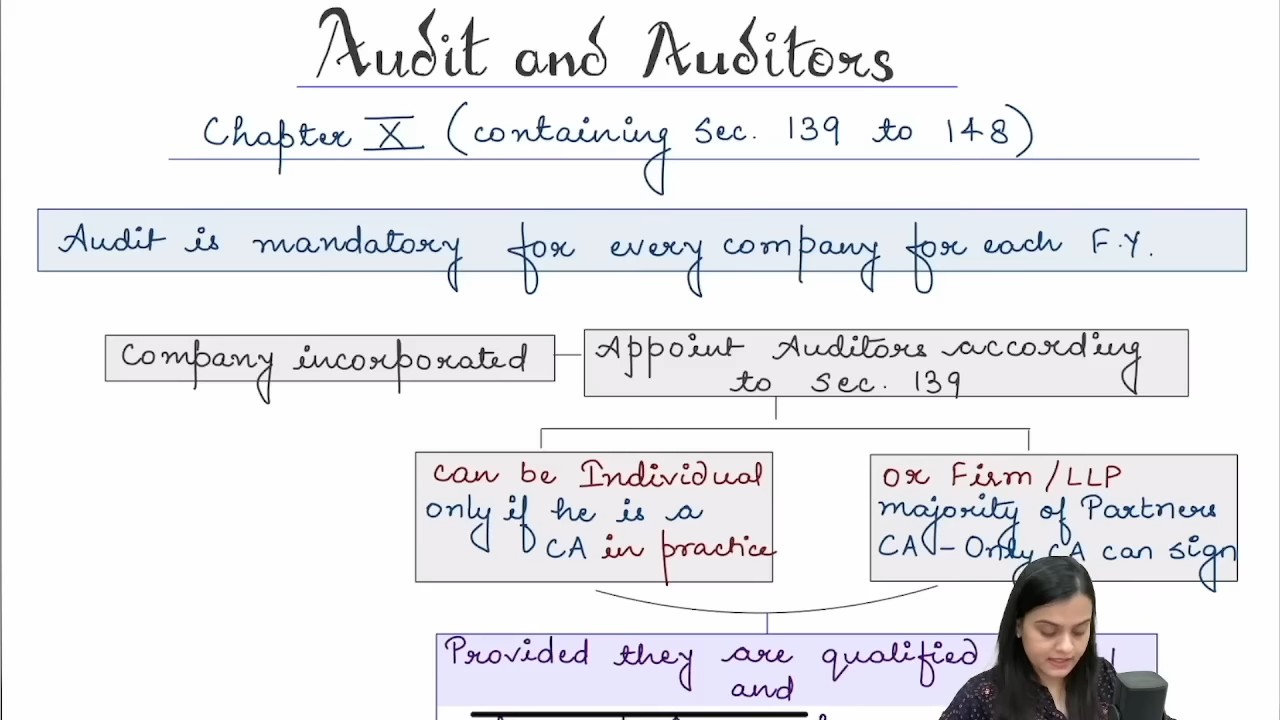 Audit and Auditors
Chapter X (containing Sec. 139 to 148)
Audit is mandatory for every company for each F.Y.
Company incorporated
Appoint Auditors according
to Sec. 139
can be Individual
only if he is a
CA in practice
or Firm /LLP
majority of Partners
CA - Only CA can sign
Provided they are qualified
and